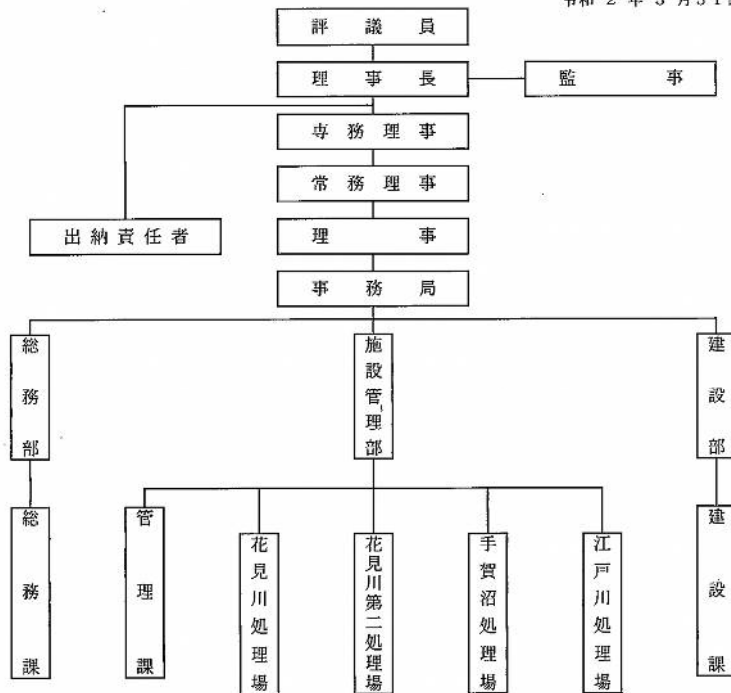 令和 2 年 3 月31日
評議員
理事長
監事
専務理事
常務理事
出納責任者
理事
事務局
総務部
施設管理部
建設部
総務課
管理課
花見川処理場
花見川第二処理場
手賀沼処理場
江戸川処理場
建設課